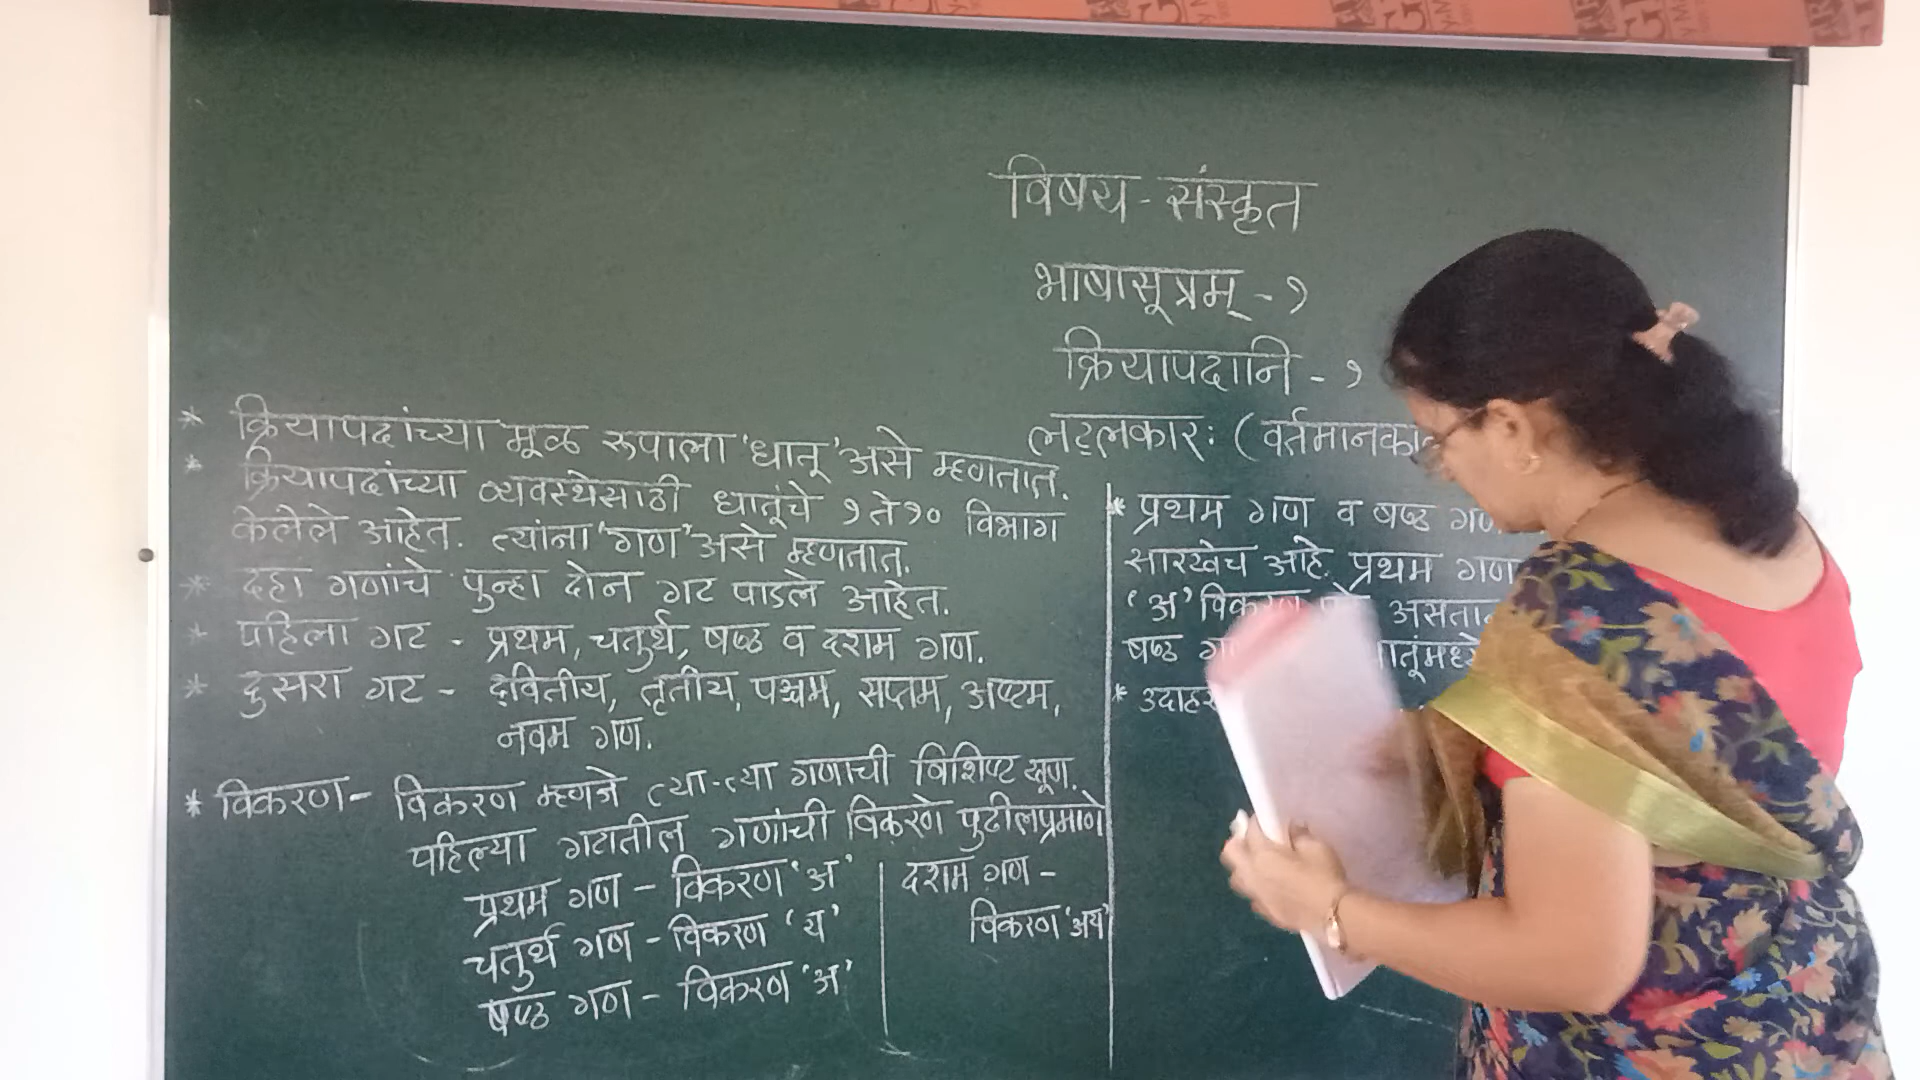 विषय - संस्कृत
भाषासूत्रम् - १
क्रियापदानि - १
लट्लकारः (वर्तमानका
* क्रियापदांच्या मूळ रूपाला 'धातू' असे म्हणतात.
* क्रियापदांच्या व्यवस्थेसाठी धातूंचे १ ते १० विभाग
केलेले आहेत. त्यांना 'गण' असे म्हणतात.
* दहा गणांचे पुन्हा दोन गट पाडले आहेत.
* पहिला गट - प्रथम, चतुर्थ, षष्ठ व दशम गण.
* दुसरा गट - द्वितीय, तृतीय, पञ्चम, सप्तम, अष्टम,
नवम गण.
* विकरण - विकरण म्हणजे त्या-त्या गणाची विशिष्ट खूण.
पहिल्या गटातील गणांची विकरणे पुढीलप्रमाणे
प्रथम गण - विकरण 'अ'
चतुर्थ गण - विकरण 'य'
षष्ठ गण - विकरण 'अ'
दशम गण -
विकरण 'अय'
* प्रथम गण व षष्ठ गण
सारखेच आहे. प्रथम गण
'अ' विकरण असता
षष्ठ
* उदाहर